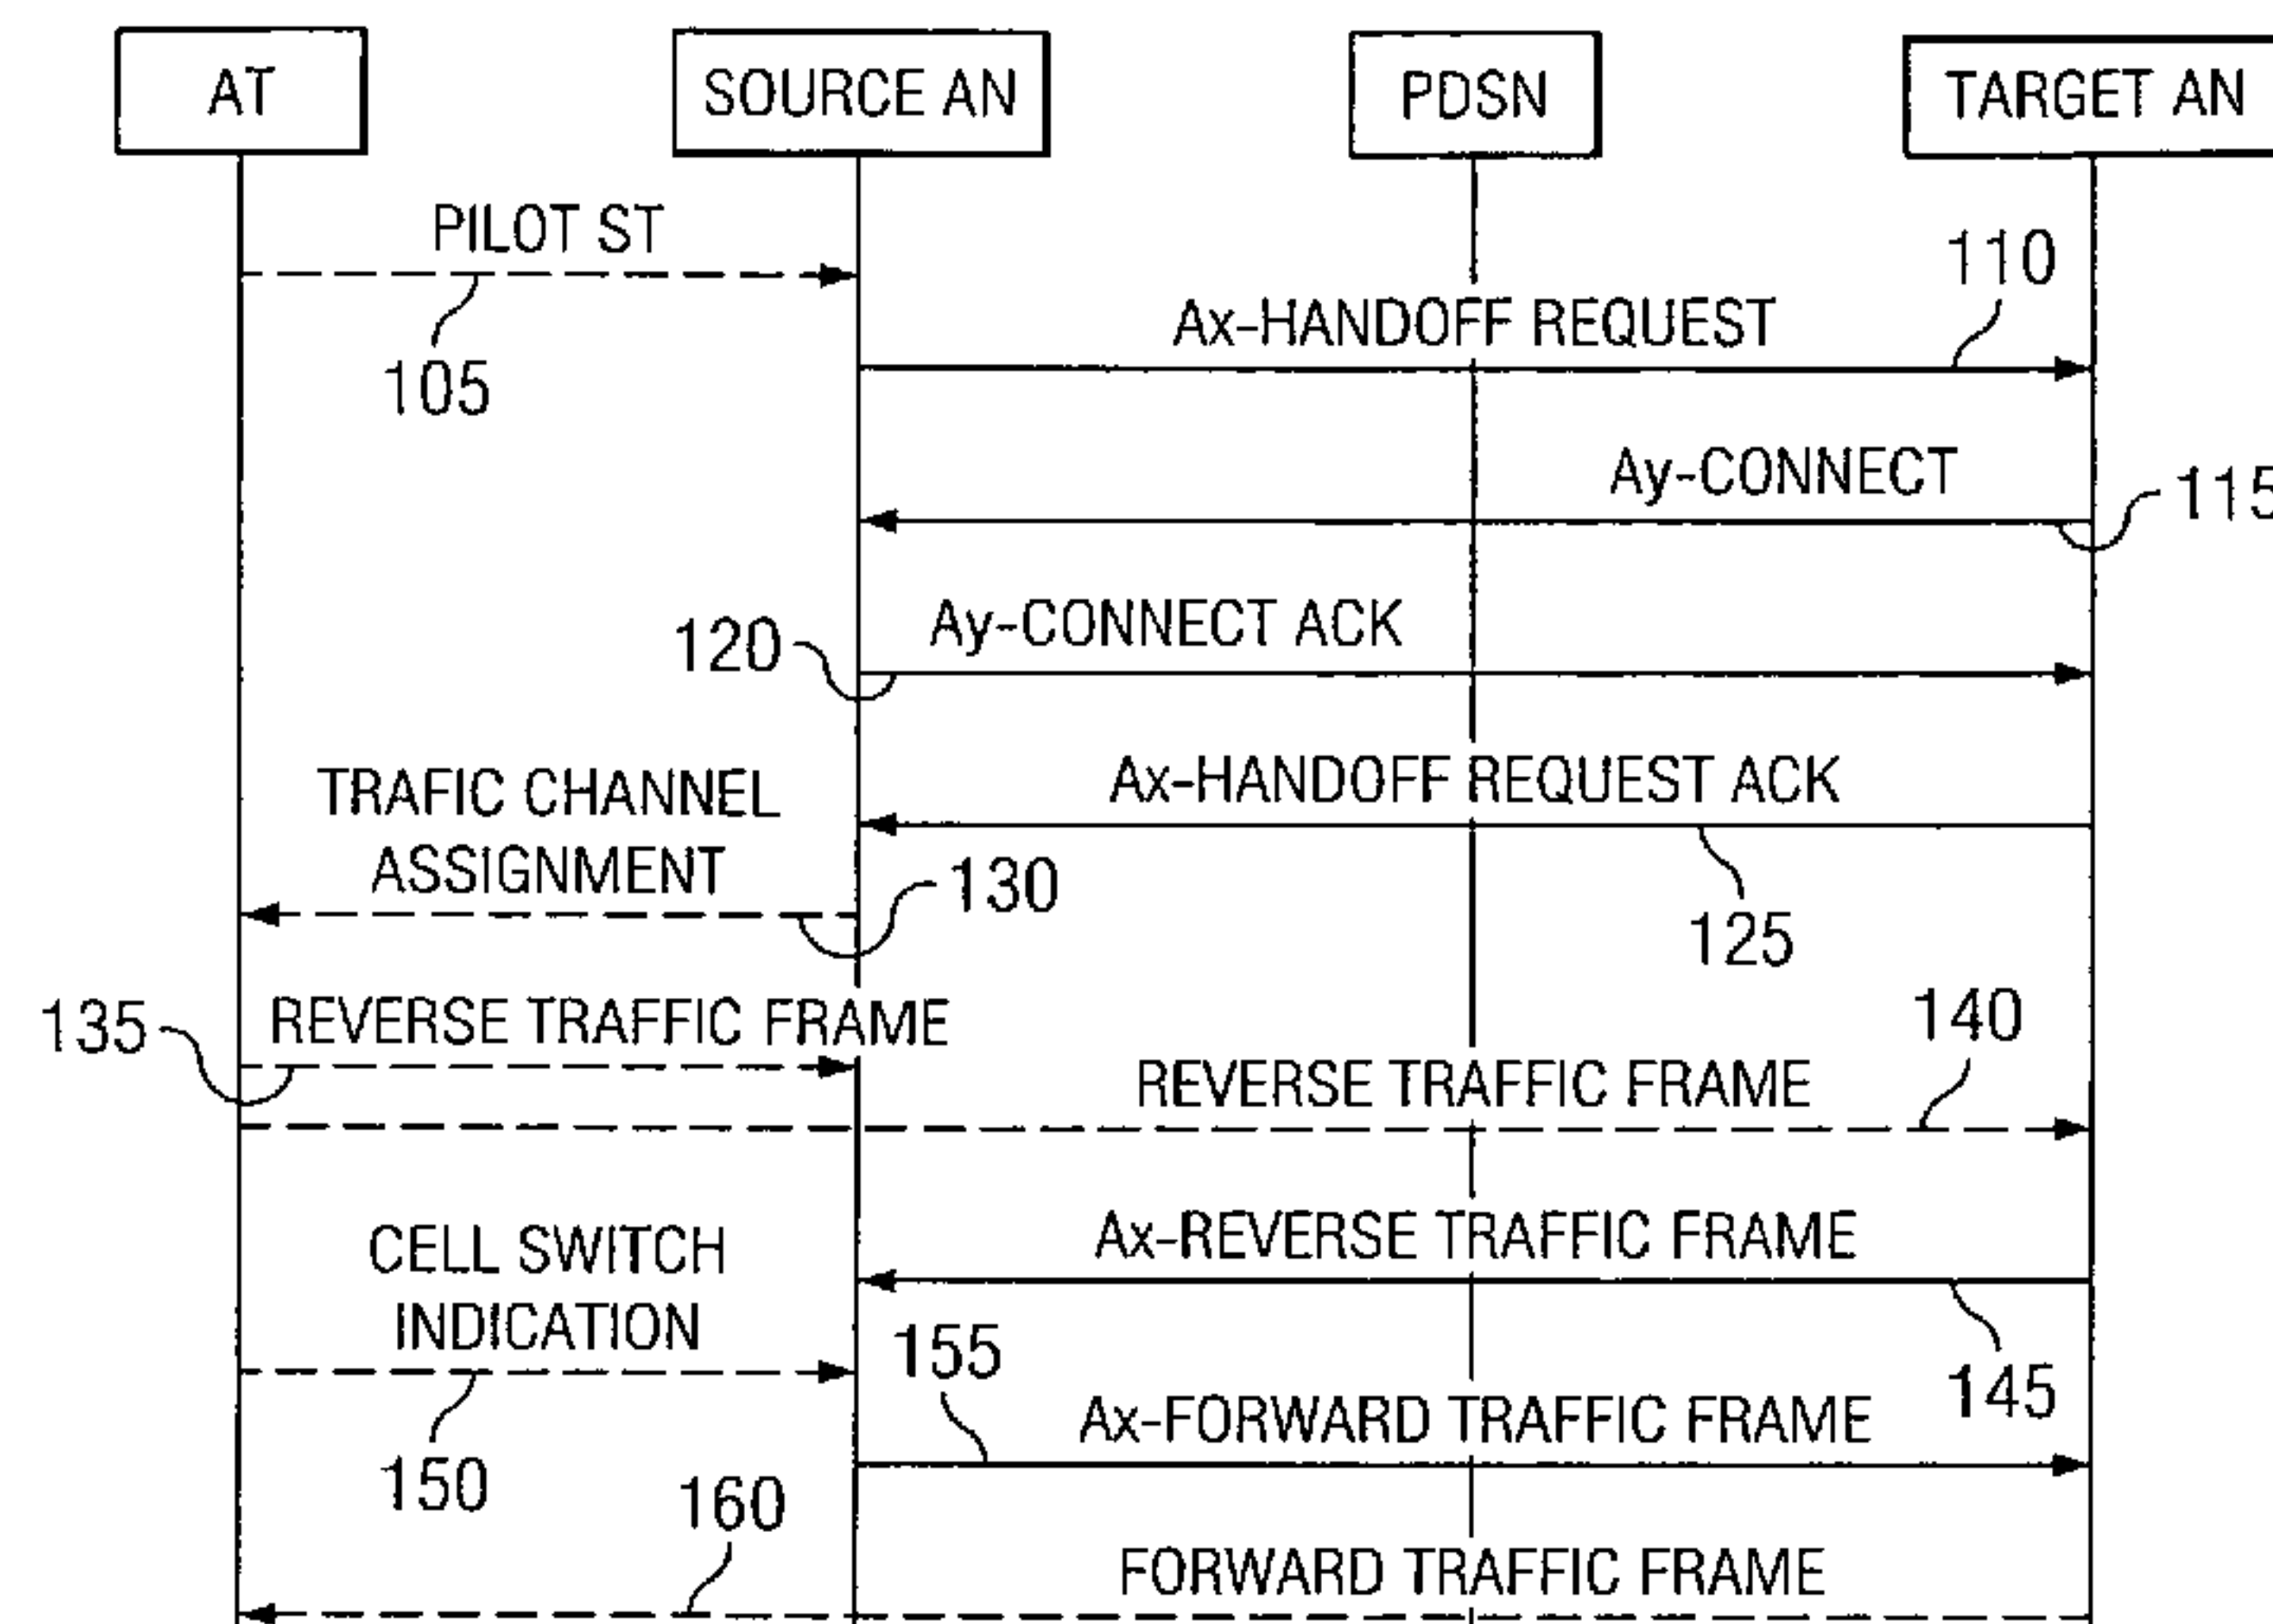 AT
SOURCE AN
PDSN
TARGET AN
PILOT ST
105
110
Ax-HANDOFF REQUEST
Ay-CONNECT
115
120
Ay-CONNECT ACK
Ax-HANDOFF REQUEST ACK
125
TRAFIC CHANNEL
ASSIGNMENT
130
135
REVERSE TRAFFIC FRAME
140
REVERSE TRAFFIC FRAME
Ax-REVERSE TRAFFIC FRAME
145
CELL SWITCH
INDICATION
150
155
Ax-FORWARD TRAFFIC FRAME
160
FORWARD TRAFFIC FRAME